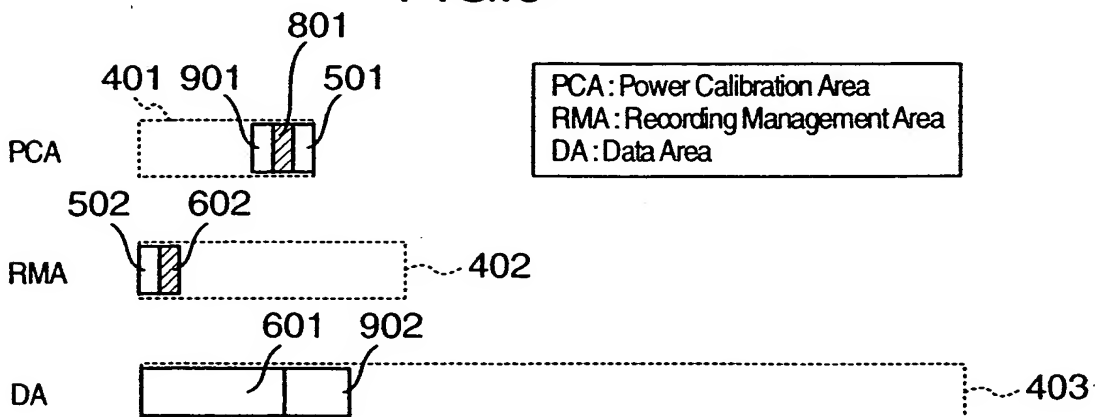 801
401 901 501
PCA
PCA : Power Calibration Area
RMA : Recording Management Area
DA : Data Area
502 602
RMA
402
601 902
DA
403